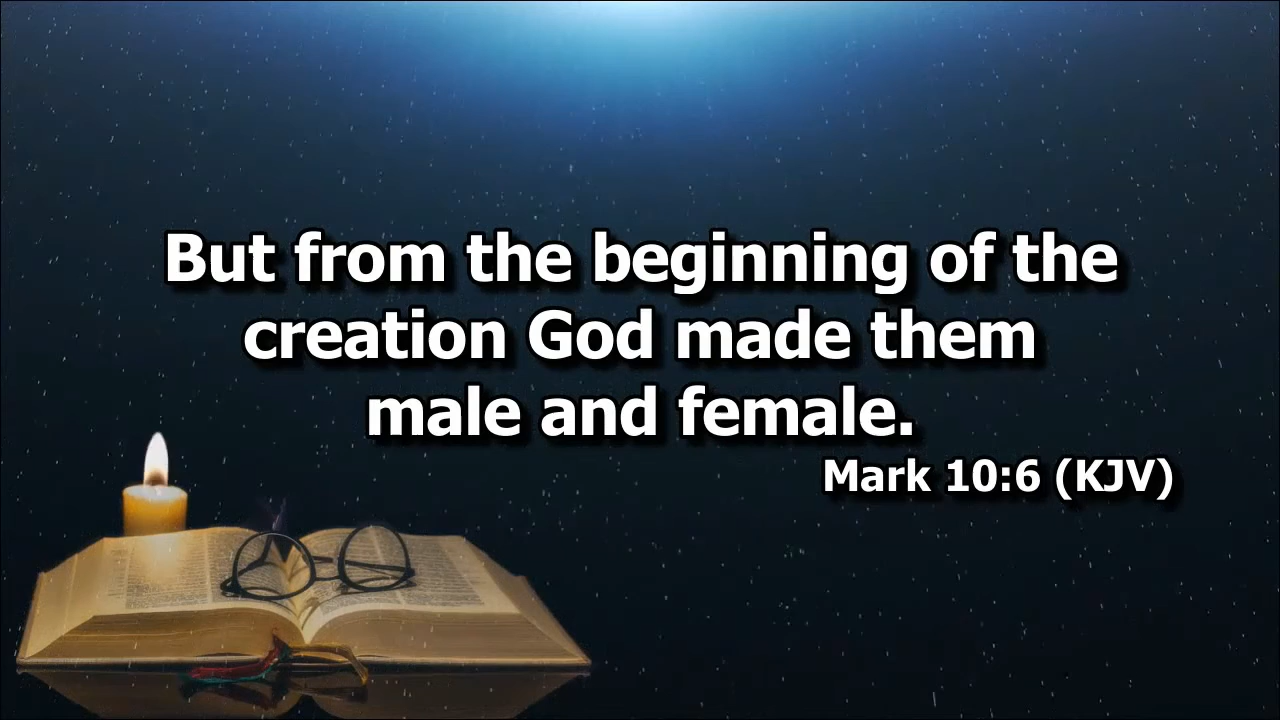 But from the beginning of the
creation God made them
male and female.
Mark 10:6 (KJV)